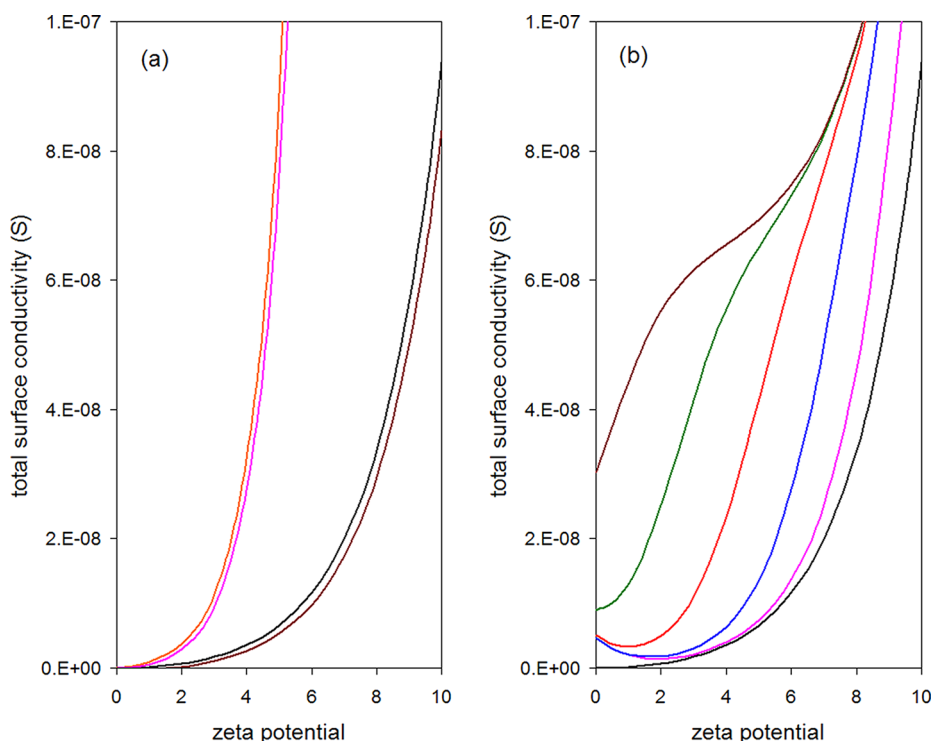 (a)
total surface conductivity (S)
1.E-07
8.E-08
6.E-08
4.E-08
2.E-08
0.E+00
0 2 4 6 8 10
zeta potential
(b)
total surface conductivity (S)
1.E-07
8.E-08
6.E-08
4.E-08
2.E-08
0.E+00
0 2 4 6 8 10
zeta potential